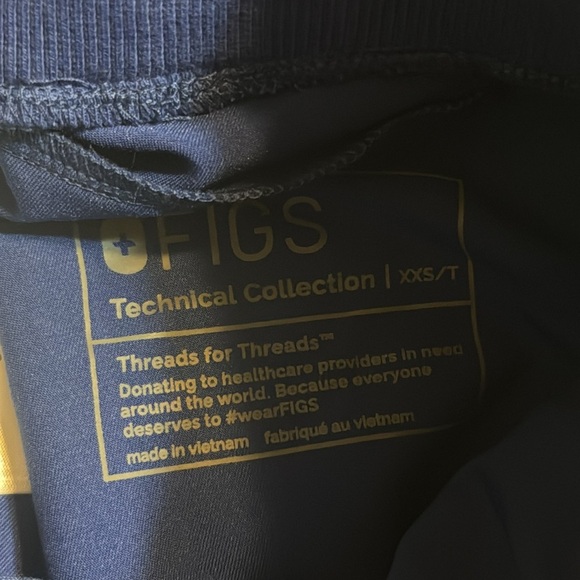 FIGS
Technical Collection | XXS/T
Threads for Threads™
Donating to healthcare providers in need
around the world. Because everyone
deserves to #wearFIGS
made in vietnam fabriqué au vietnam